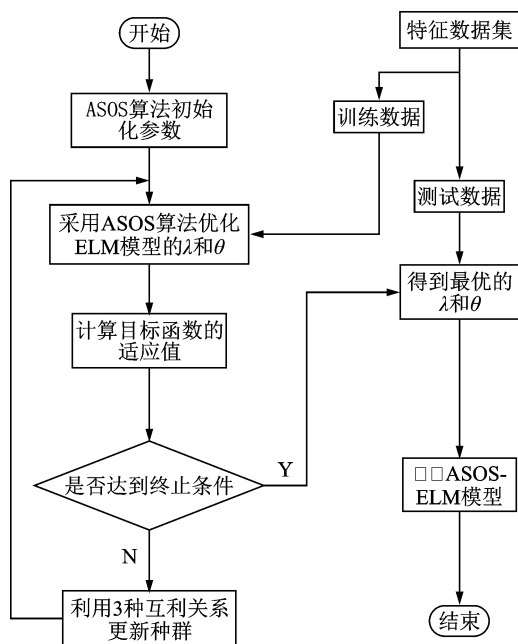 开始
ASOS算法初始
化参数
采用ASOS算法优化
ELM模型的λ和θ
计算目标函数的
适应值
是否达到终止条件
Y
N
利用3种互利关系
更新种群
特征数据集
训练数据
测试数据
得到最优的
λ和θ
□□ASOS-
ELM模型
结束